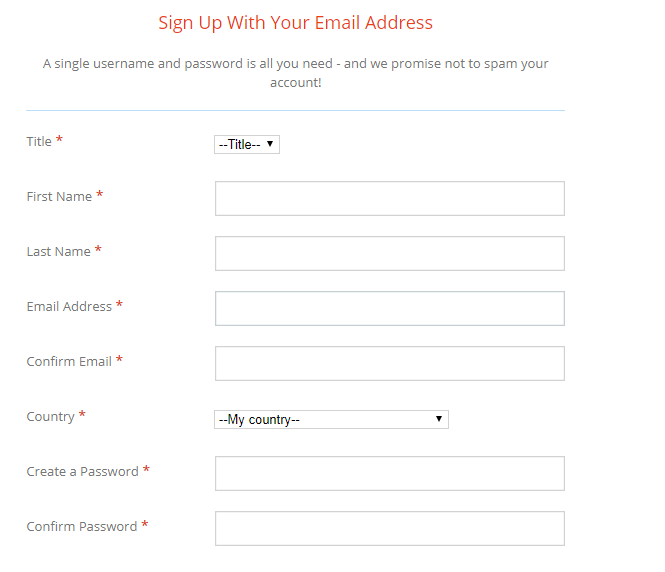 Sign Up With Your Email Address
A single username and password is all you need - and we promise not to spam your
account!
Title *
--Title--
First Name *
Last Name *
Email Address *
Confirm Email *
Country *
--My country--
Create a Password *
Confirm Password *